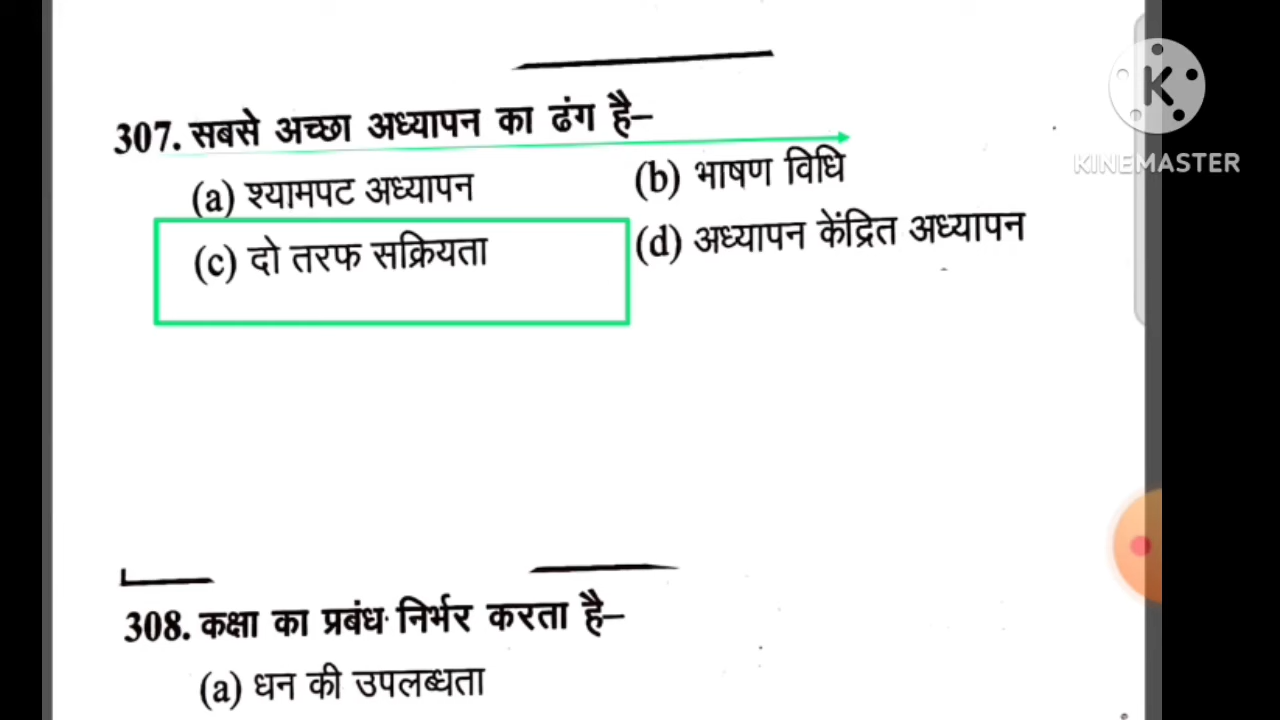 307. सबसे अच्छा अध्यापन का ढंग है–
(a) श्यामपट अध्यापन (b) भाषण विधि
(c) दो तरफ सक्रियता (d) अध्यापन केंद्रित अध्यापन
308. कक्षा का प्रबंध निर्भर करता है–
(a) धन की उपलब्धता
K
KINEMASTER